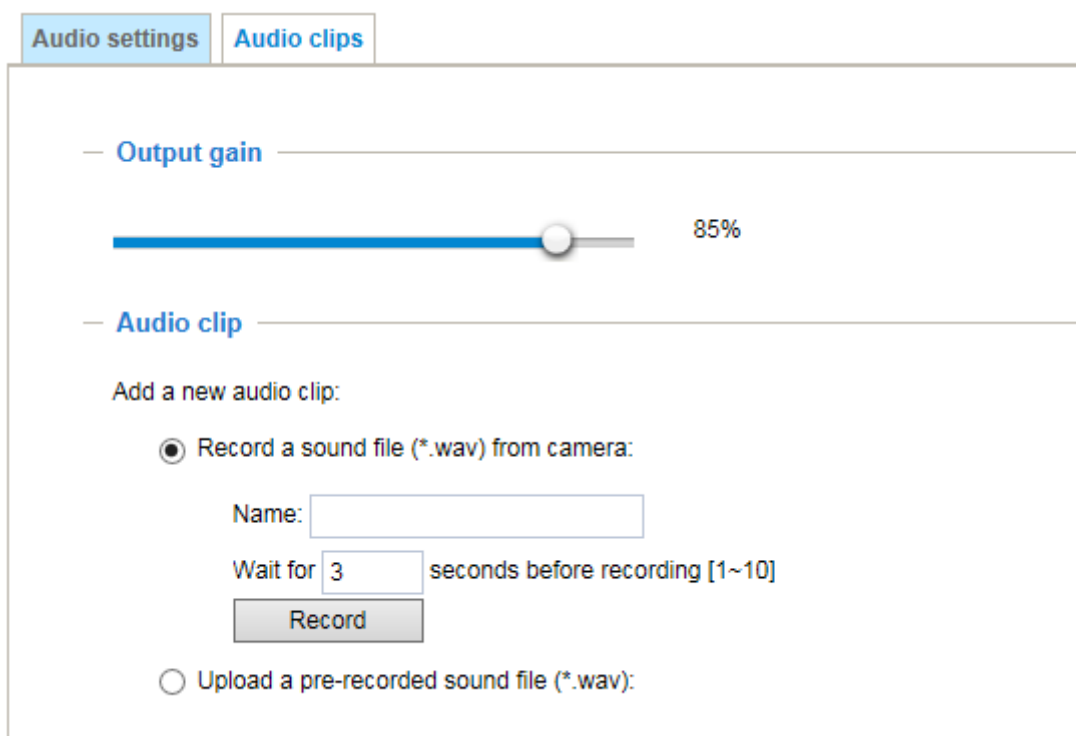 Audio settings Audio clips
Output gain
85%
Audio clip
Add a new audio clip:
Record a sound file (*.wav) from camera:
Name:
Wait for 3 seconds before recording [1~10]
Record
Upload a pre-recorded sound file (*.wav):